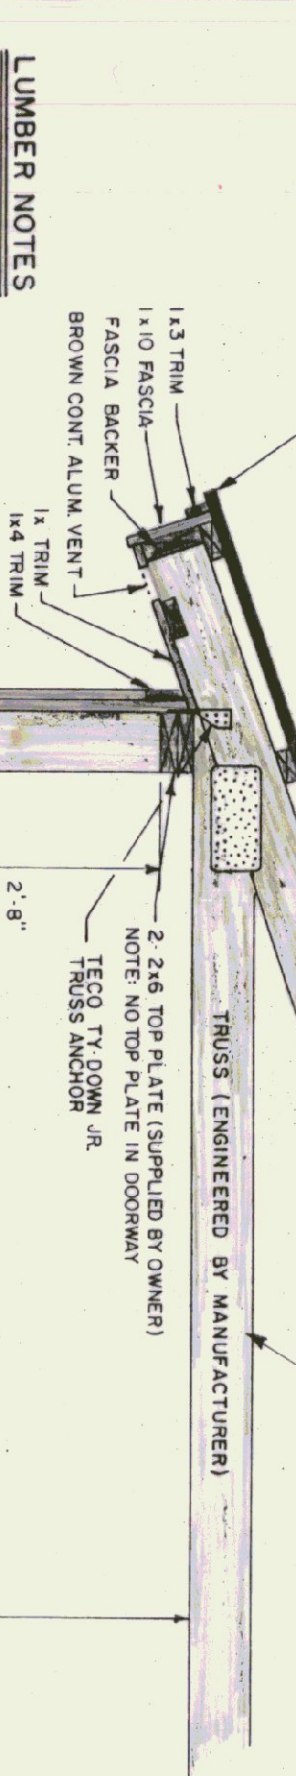 LUMBER NOTES
1x3 TRIM
1x10 FASCIA
FASCIA BACKER
BROWN CONT. ALUM. VENT
1x TRIM
1x4 TRIM
2'-8"
TRUSS (ENGINEERED BY MANUFACTURER)
2-2x6 TOP PLATE (SUPPLIED BY OWNER)
NOTE: NO TOP PLATE IN DOORWAY
TECO TY-DOWN JR.
TRUSS ANCHOR